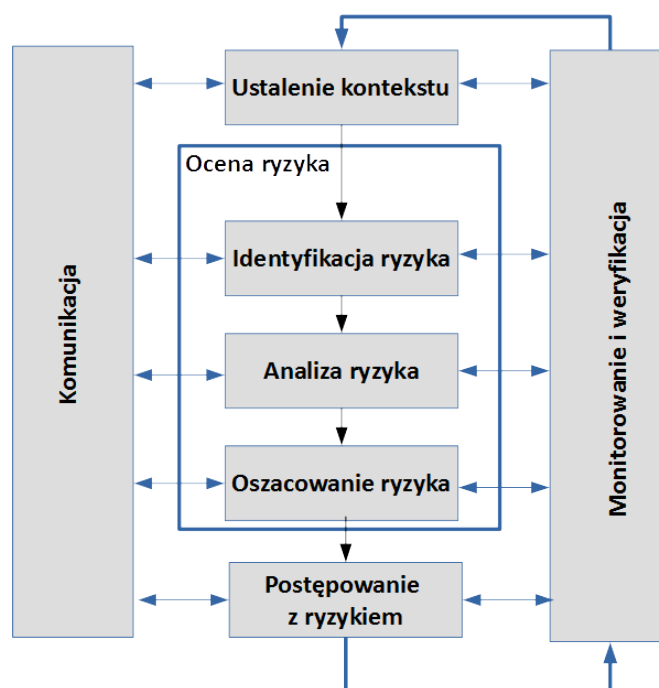 Ustalenie kontekstu
Ocena ryzyka
Identyfikacja ryzyka
Analiza ryzyka
Oszacowanie ryzyka
Postępowanie
z ryzykiem
Komunikacja
Monitorowanie i weryfikacja